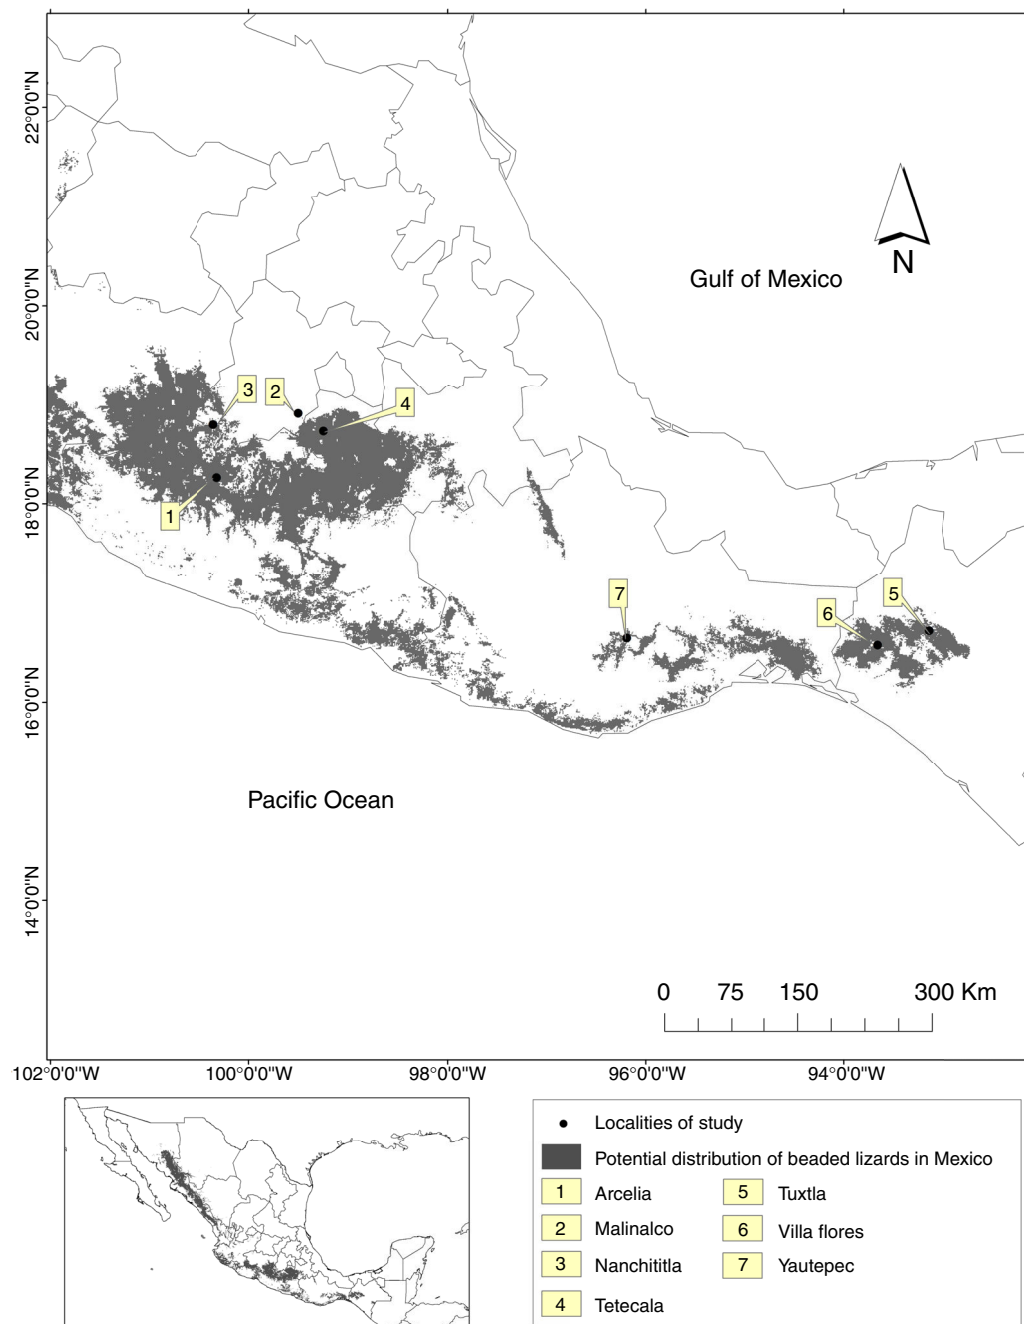 22°0'0"N
20°0'0"N
18°0'0"N
16°0'0"N
14°0'0"N
Gulf of Mexico
N
3
2
4
1
7
6
5
Pacific Ocean
0 75 150 300 Km
102°0'0"W 100°0'0"W 98°0'0"W 96°0'0"W 94°0'0"W
Localities of study
Potential distribution of beaded lizards in Mexico
1 Arcelia
2 Malinalco
3 Nanchititla
4 Tetecala
5 Tuxtla
6 Villa flores
7 Yautepec